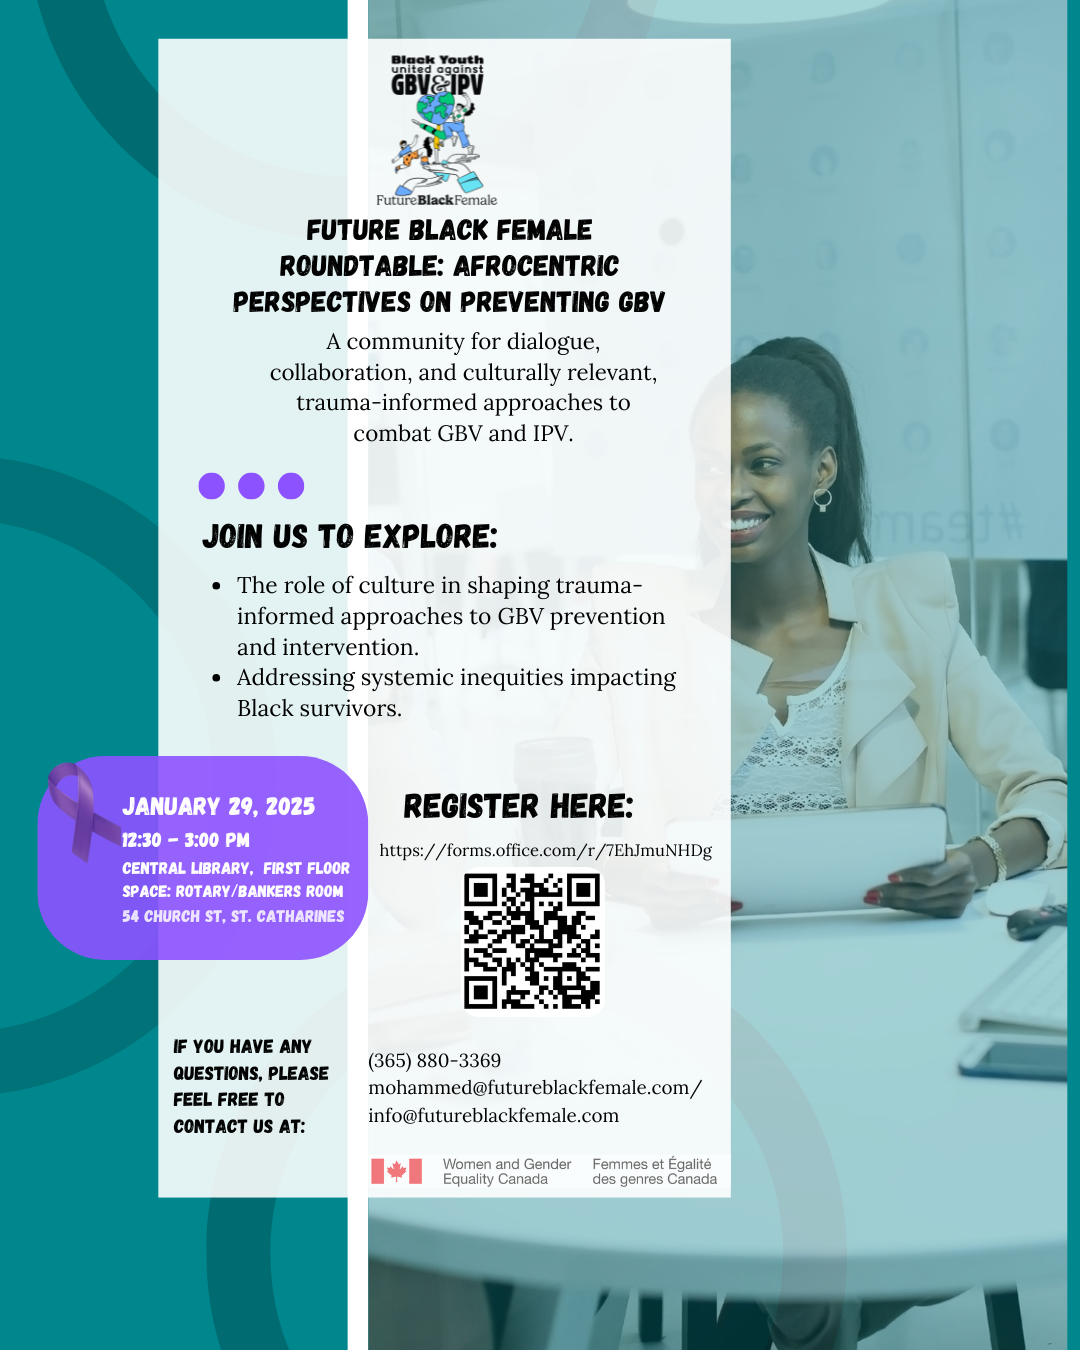 Black Youth
united against
GBV&IPV
FutureBlackFemale
FUTURE BLACK FEMALE
ROUNDTABLE: AFROCENTRIC
PERSPECTIVES ON PREVENTING GBV
A community for dialogue,
collaboration, and culturally relevant,
trauma-informed approaches to
combat GBV and IPV.
JOIN US TO EXPLORE:
• The role of culture in shaping trauma-
informed approaches to GBV prevention
and intervention.
• Addressing systemic inequities impacting
Black survivors.
JANUARY 29, 2025
12:30 – 3:00 PM
CENTRAL LIBRARY, FIRST FLOOR
SPACE: ROTARY/BANKERS ROOM
54 CHURCH ST, ST. CATHARINES
REGISTER HERE:
https://forms.office.com/r/7EhJmuNHDg
IF YOU HAVE ANY
QUESTIONS, PLEASE
FEEL FREE TO
CONTACT US AT:
(365) 880-3369
mohammed@futureblackfemale.com/
info@futureblackfemale.com
Women and Gender
Equality Canada
Femmes et Égalité
des genres Canada
#team